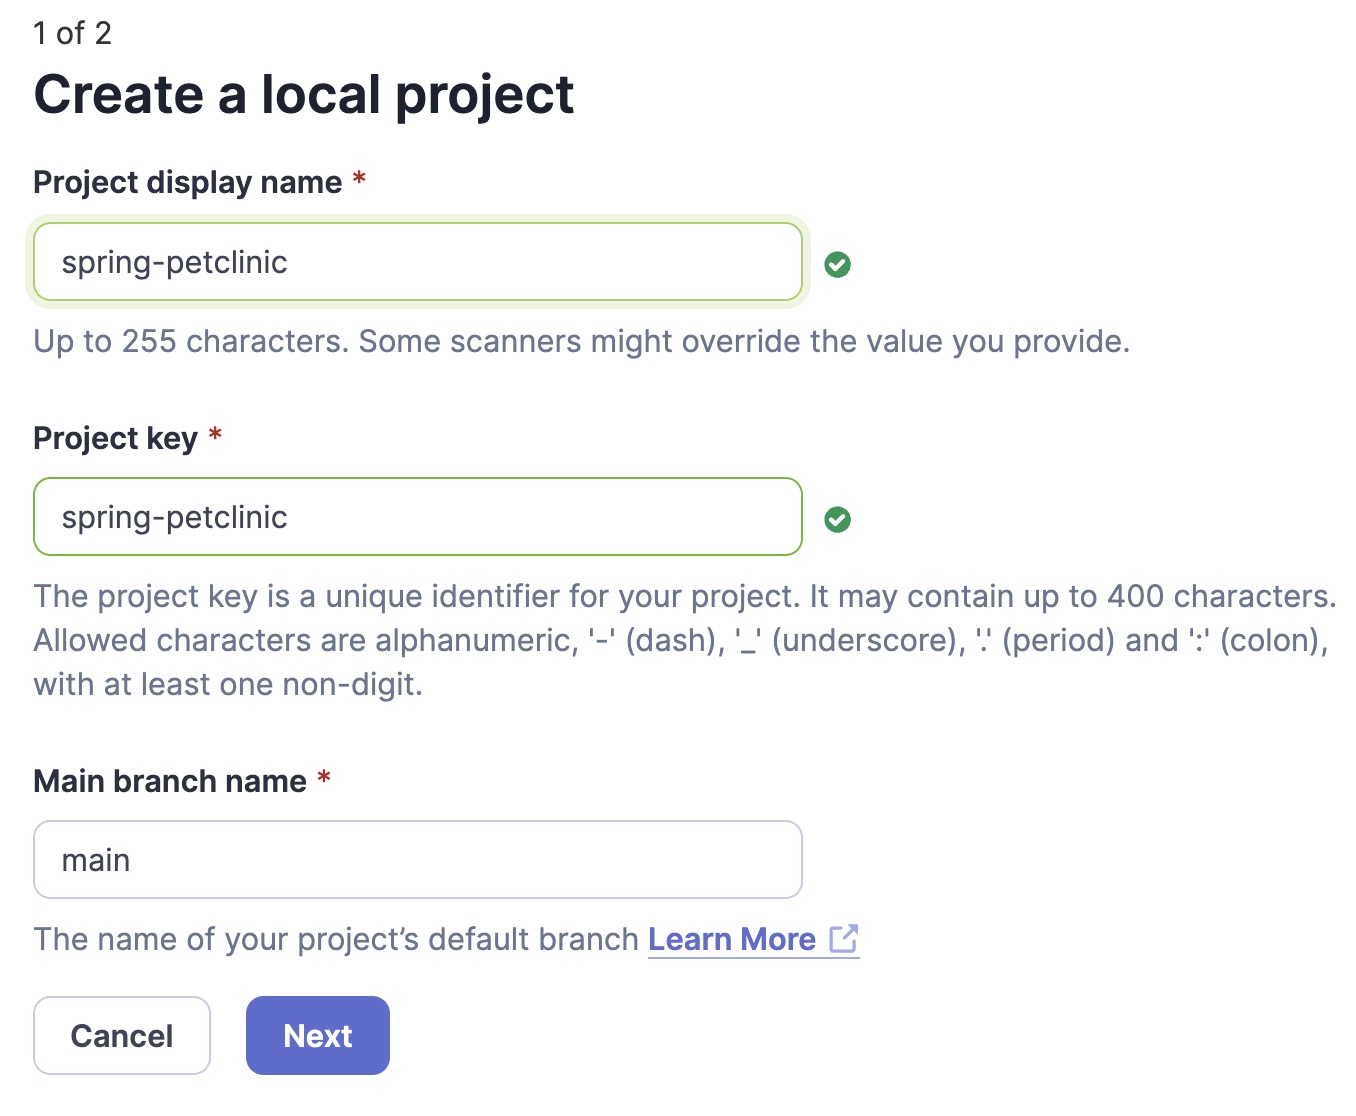 1 of 2
Create a local project
Project display name *
spring-petclinic
Up to 255 characters. Some scanners might override the value you provide.
Project key *
spring-petclinic
The project key is a unique identifier for your project. It may contain up to 400 characters.
Allowed characters are alphanumeric, '-' (dash), '_' (underscore), '.' (period) and ':' (colon),
with at least one non-digit.
Main branch name *
main
The name of your project’s default branch Learn More
Cancel Next